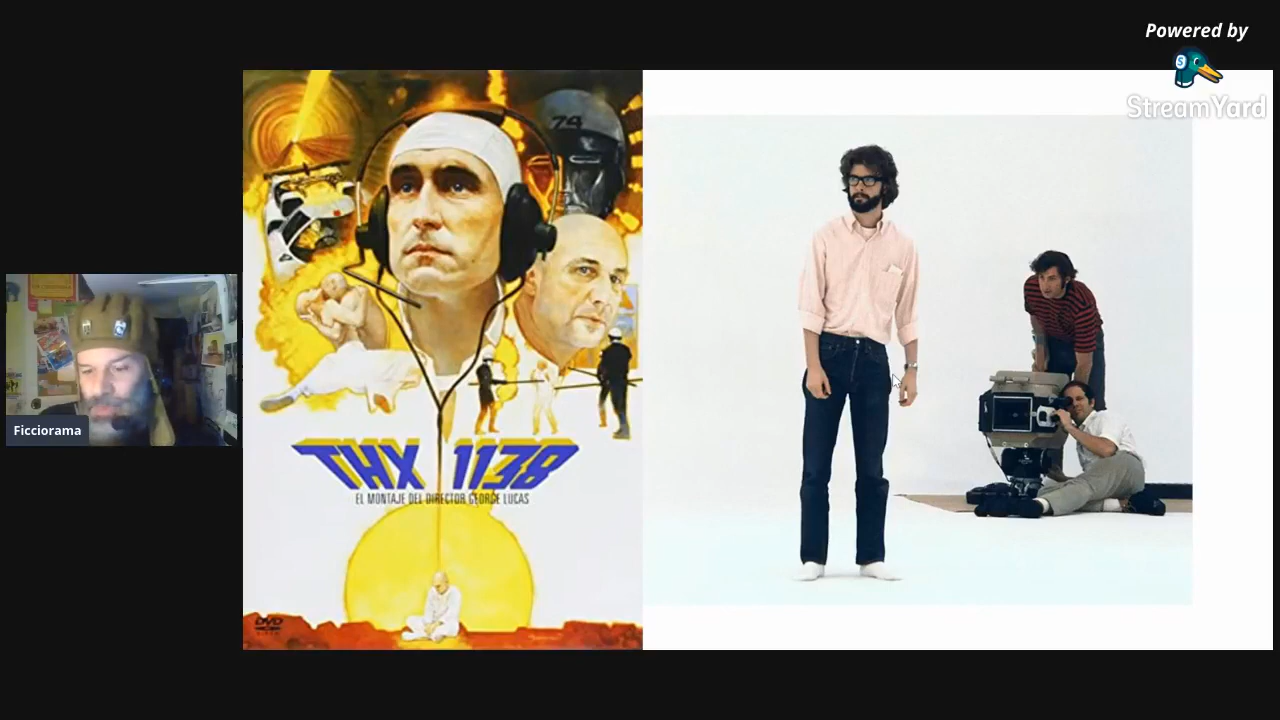 Powered by
StreamYard
74
Ficciorama
THX 1138
EL MONTAJE DEL DIRECTOR GEORGE LUCAS
DVD